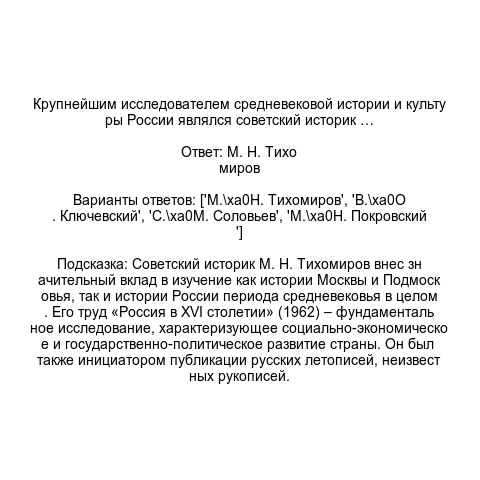 Крупнейшим исследователем средневековой истории и культу
ры России являлся советский историк …
Ответ: М. Н. Тихо
миров
Варианты ответов: ['М.\xa0Н. Тихомиров', 'В.\xa0О
. Ключевский', 'С.\xa0М. Соловьев', 'М.\xa0Н. Покровский
']
Подсказка: Советский историк М. Н. Тихомиров внес зн
ачительный вклад в изучение как истории Москвы и Подмоск
овья, так и истории России периода средневековья в целом
. Его труд «Россия в XVI столетии» (1962) – фундаменталь
ное исследование, характеризующее социально-экономическо
е и государственно-политическое развитие страны. Он был
также инициатором публикации русских летописей, неизвест
ных рукописей.